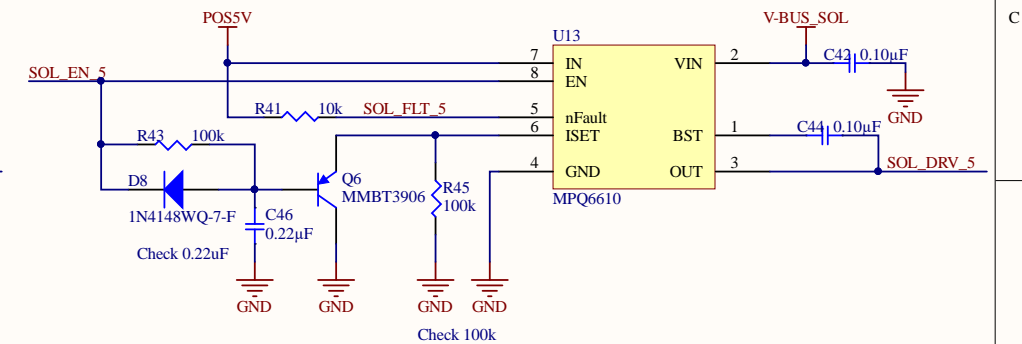 POS5V
V-BUS_SOL
C
U13
SOL_EN_5
7
IN
VIN
2
C42
0.10µF
8
EN
R41
10k
SOL_FLT_5
5
nFault
GND
R43
100k
6
ISET
BST
1
C44
0.10µF
4
GND
OUT
3
SOL_DRV_5
D8
Q6
MMBT3906
R45
100k
MPQ6610
1N4148WQ-7-F
C46
0.22µF
Check 0.22uF
GND
GND
GND
GND
Check 100k